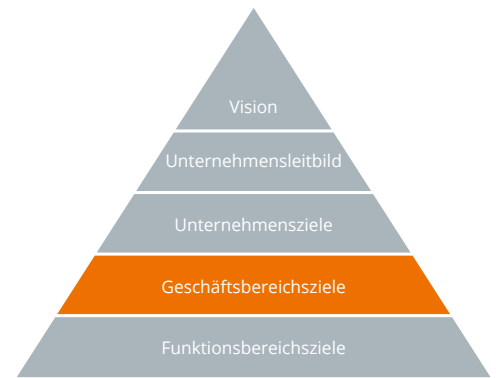 Vision
Unternehmensleitbild
Unternehmensziele
Geschäftsbereichsziele
Funktionsbereichsziele